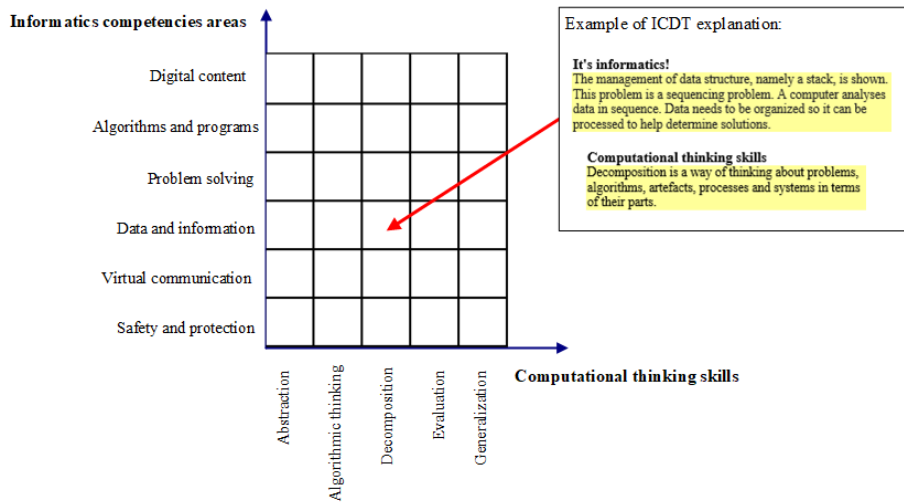 Informatics competencies areas
Digital content
Algorithms and programs
Problem solving
Data and information
Virtual communication
Safety and protection
Abstraction
Algorithmic thinking
Decomposition
Evaluation
Generalization
Computational thinking skills
Example of ICDT explanation:
It's informatics!
The management of data structure, namely a stack, is shown.
This problem is a sequencing problem. A computer analyses
data in sequence. Data needs to be organized so it can be
processed to help determine solutions.
Computational thinking skills
Decomposition is a way of thinking about problems,
algorithms, artefacts, processes and systems in terms
of their parts.